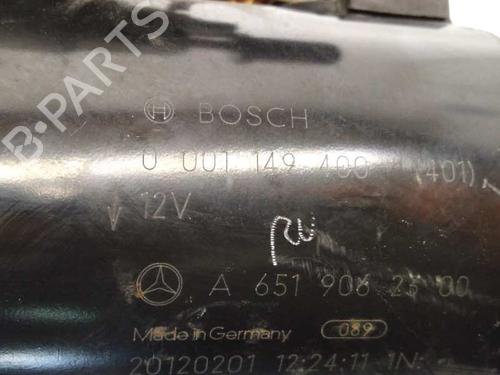 B-PARTS
BOSCH
0 001 149 400 (401)
12V
A 651 906 23 00
Made in Germany 089
20120201 12:24:11 1N: